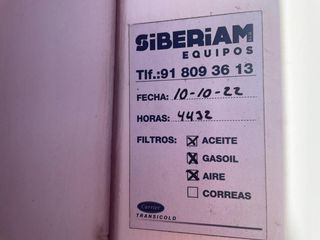 SiBERiAM
EQUIPOS
Tlf.: 91 809 36 13
FECHA: 10-10-22
HORAS: 4432
FILTROS: ☒ ACEITE
☒ GASOIL
☒ AIRE
☐ CORREAS
Carrier
TRANSICOLD